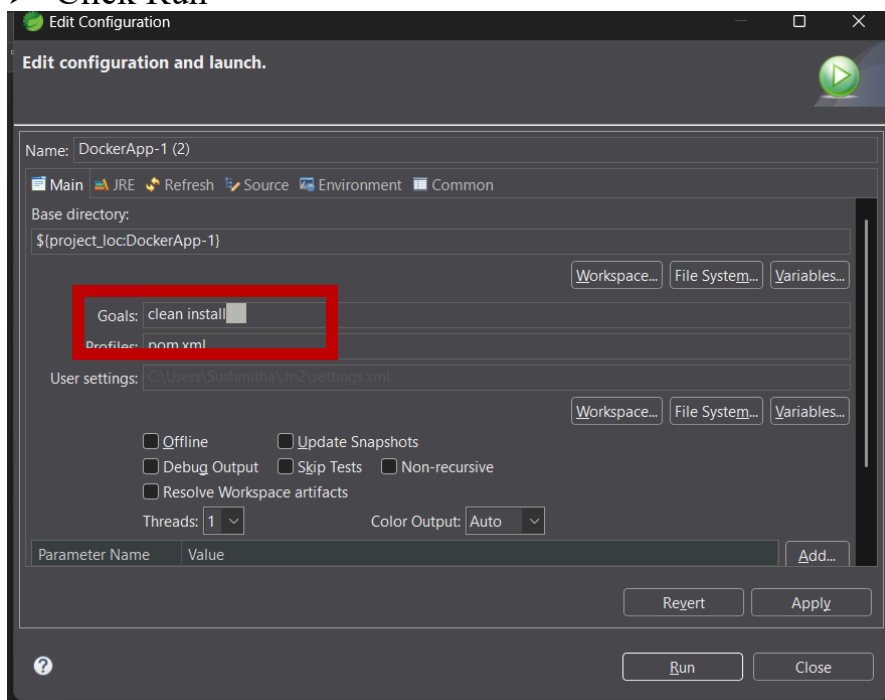 Click Run
Edit Configuration
Edit configuration and launch.
Name: DockerApp-1 (2)
Main JRE Refresh Source Environment Common
Base directory:
${project_loc:DockerApp-1}
Workspace... File System... Variables...
Goals: clean install
Profiles: pom.xml
User settings: C:\Users\Sushmitha\.m2\settings.xml
Workspace... File System... Variables...
Offline Update Snapshots
Debug Output Skip Tests Non-recursive
Resolve Workspace artifacts
Threads: 1 Color Output: Auto
Parameter Name Value Add...
Revert Apply
Run Close